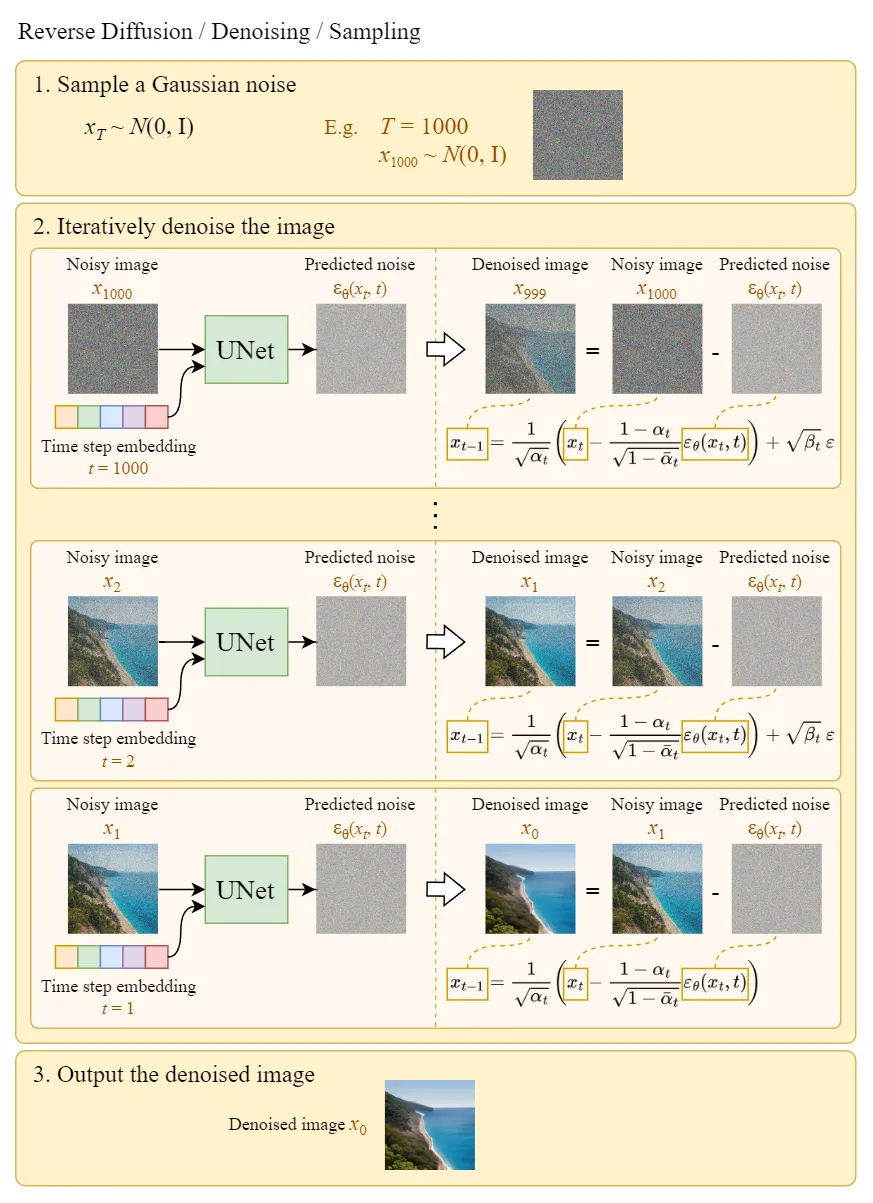 Reverse Diffusion / Denoising / Sampling
1. Sample a Gaussian noise
x_T ~ N(0, I)
E.g. T = 1000
x_1000 ~ N(0, I)
2. Iteratively denoise the image
Noisy image Predicted noise Denoised image Noisy image Predicted noise
x_1000 ε_θ(x_t, t) x_999 x_1000 ε_θ(x_t, t)
UNet = -
x_{t-1} = 1/√α_t ( x_t − (1 − α_t)/√(1 − ᾱ_t) ε_θ(x_t, t) ) + √β_t ε
Time step embedding
t = 1000
⋮
Noisy image Predicted noise Denoised image Noisy image Predicted noise
x_2 ε_θ(x_t, t) x_1 x_2 ε_θ(x_t, t)
UNet = -
x_{t-1} = 1/√α_t ( x_t − (1 − α_t)/√(1 − ᾱ_t) ε_θ(x_t, t) ) + √β_t ε
Time step embedding
t = 2
Noisy image Predicted noise Denoised image Noisy image Predicted noise
x_1 ε_θ(x_t, t) x_0 x_1 ε_θ(x_t, t)
UNet = -
x_{t-1} = 1/√α_t ( x_t − (1 − α_t)/√(1 − ᾱ_t) ε_θ(x_t, t) )
Time step embedding
t = 1
3. Output the denoised image
Denoised image x_0